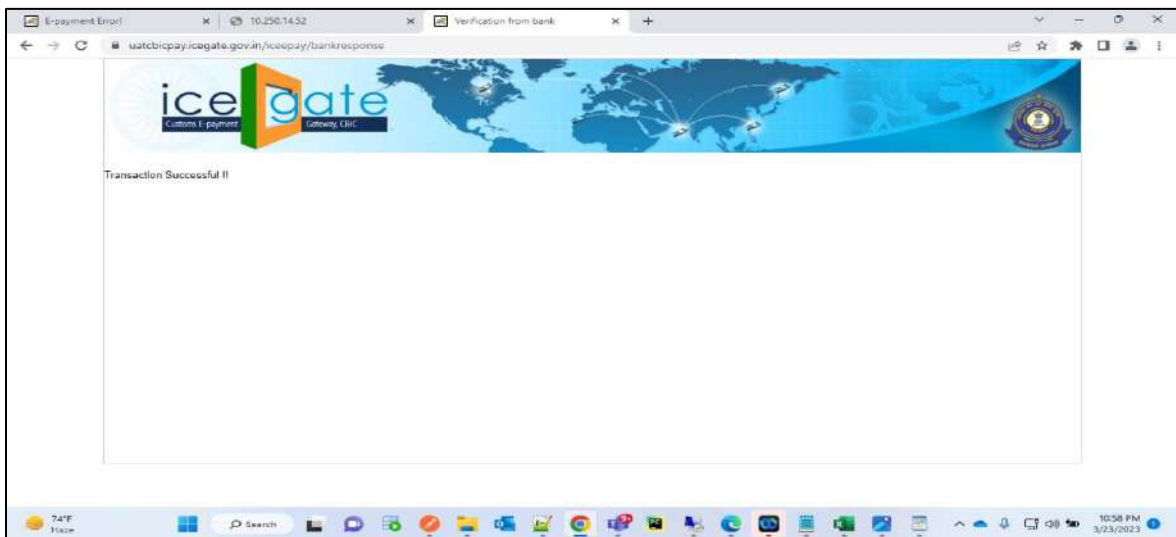 E-payment Error!
10.250.14.52
Verification from bank
uatcbicpay.icegate.gov.in/iceepay/bankresponse
ice gate
Customs E-payment Gateway, CBIC
Transaction Successful !!
74°F
Haze
Search
10:58 PM
3/23/2023